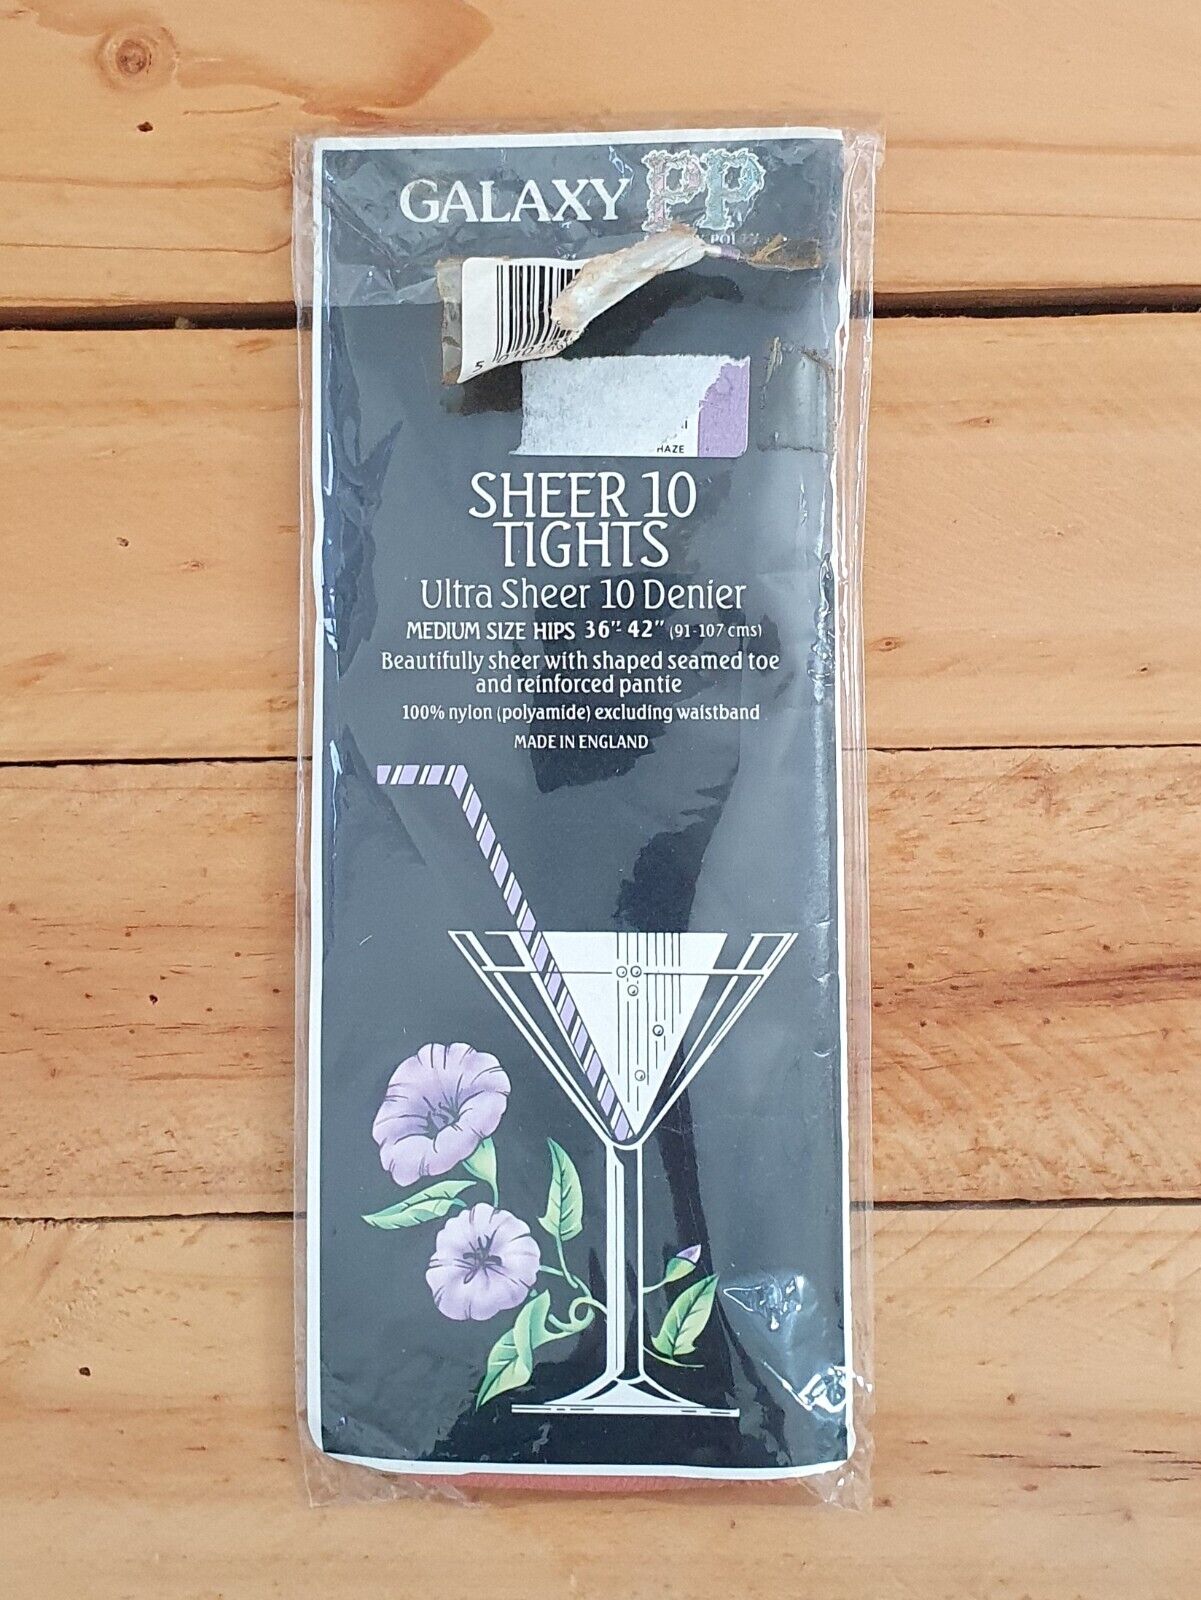 GALAXY PP
POLY
SHEER 10
TIGHTS
Ultra Sheer 10 Denier
MEDIUM SIZE HIPS 36"- 42" (91-107 cms)
Beautifully sheer with shaped seamed toe
and reinforced pantie
100% nylon (polyamide) excluding waistband
MADE IN ENGLAND
HAZE